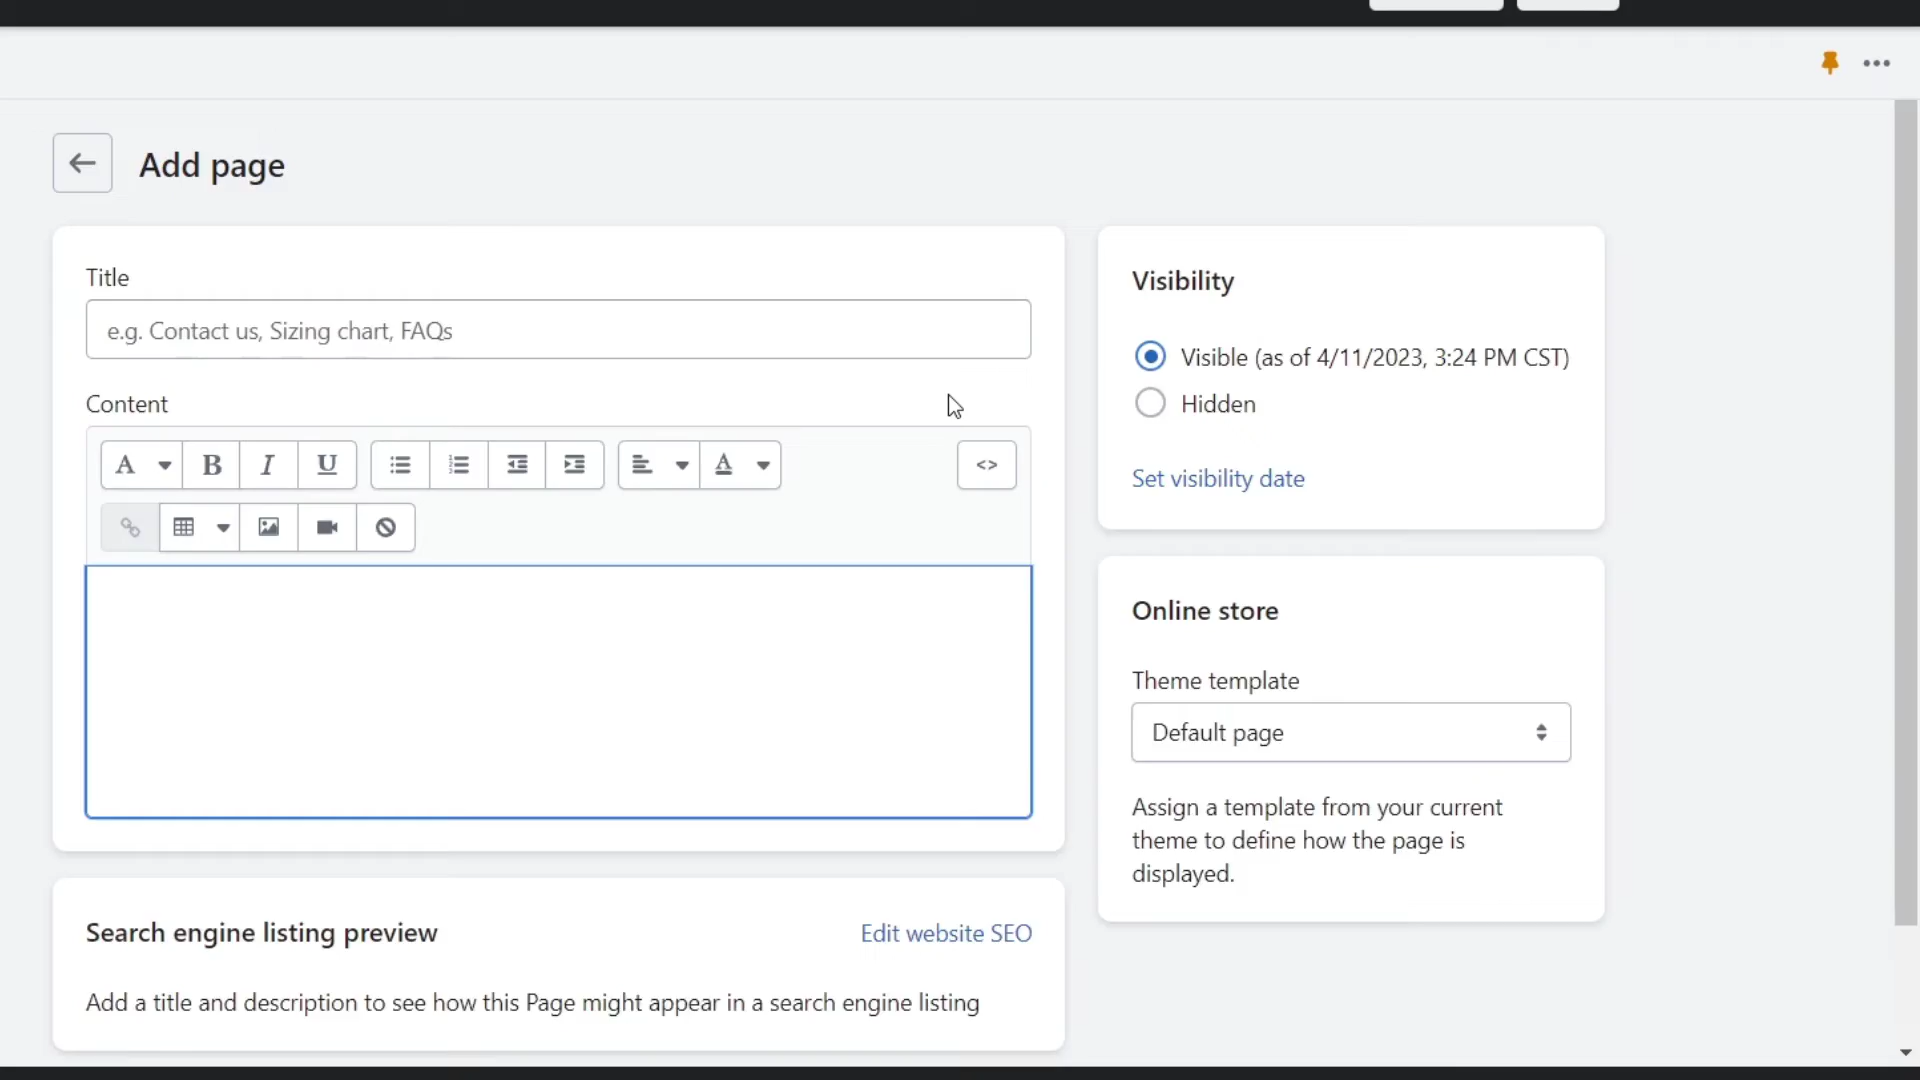 Add page
Title
e.g. Contact us, Sizing chart, FAQs
Content
A B I U A <>
Search engine listing preview
Edit website SEO
Add a title and description to see how this Page might appear in a search engine listing
Visibility
Visible (as of 4/11/2023, 3:24 PM CST)
Hidden
Set visibility date
Online store
Theme template
Default page
Assign a template from your current
theme to define how the page is
displayed.